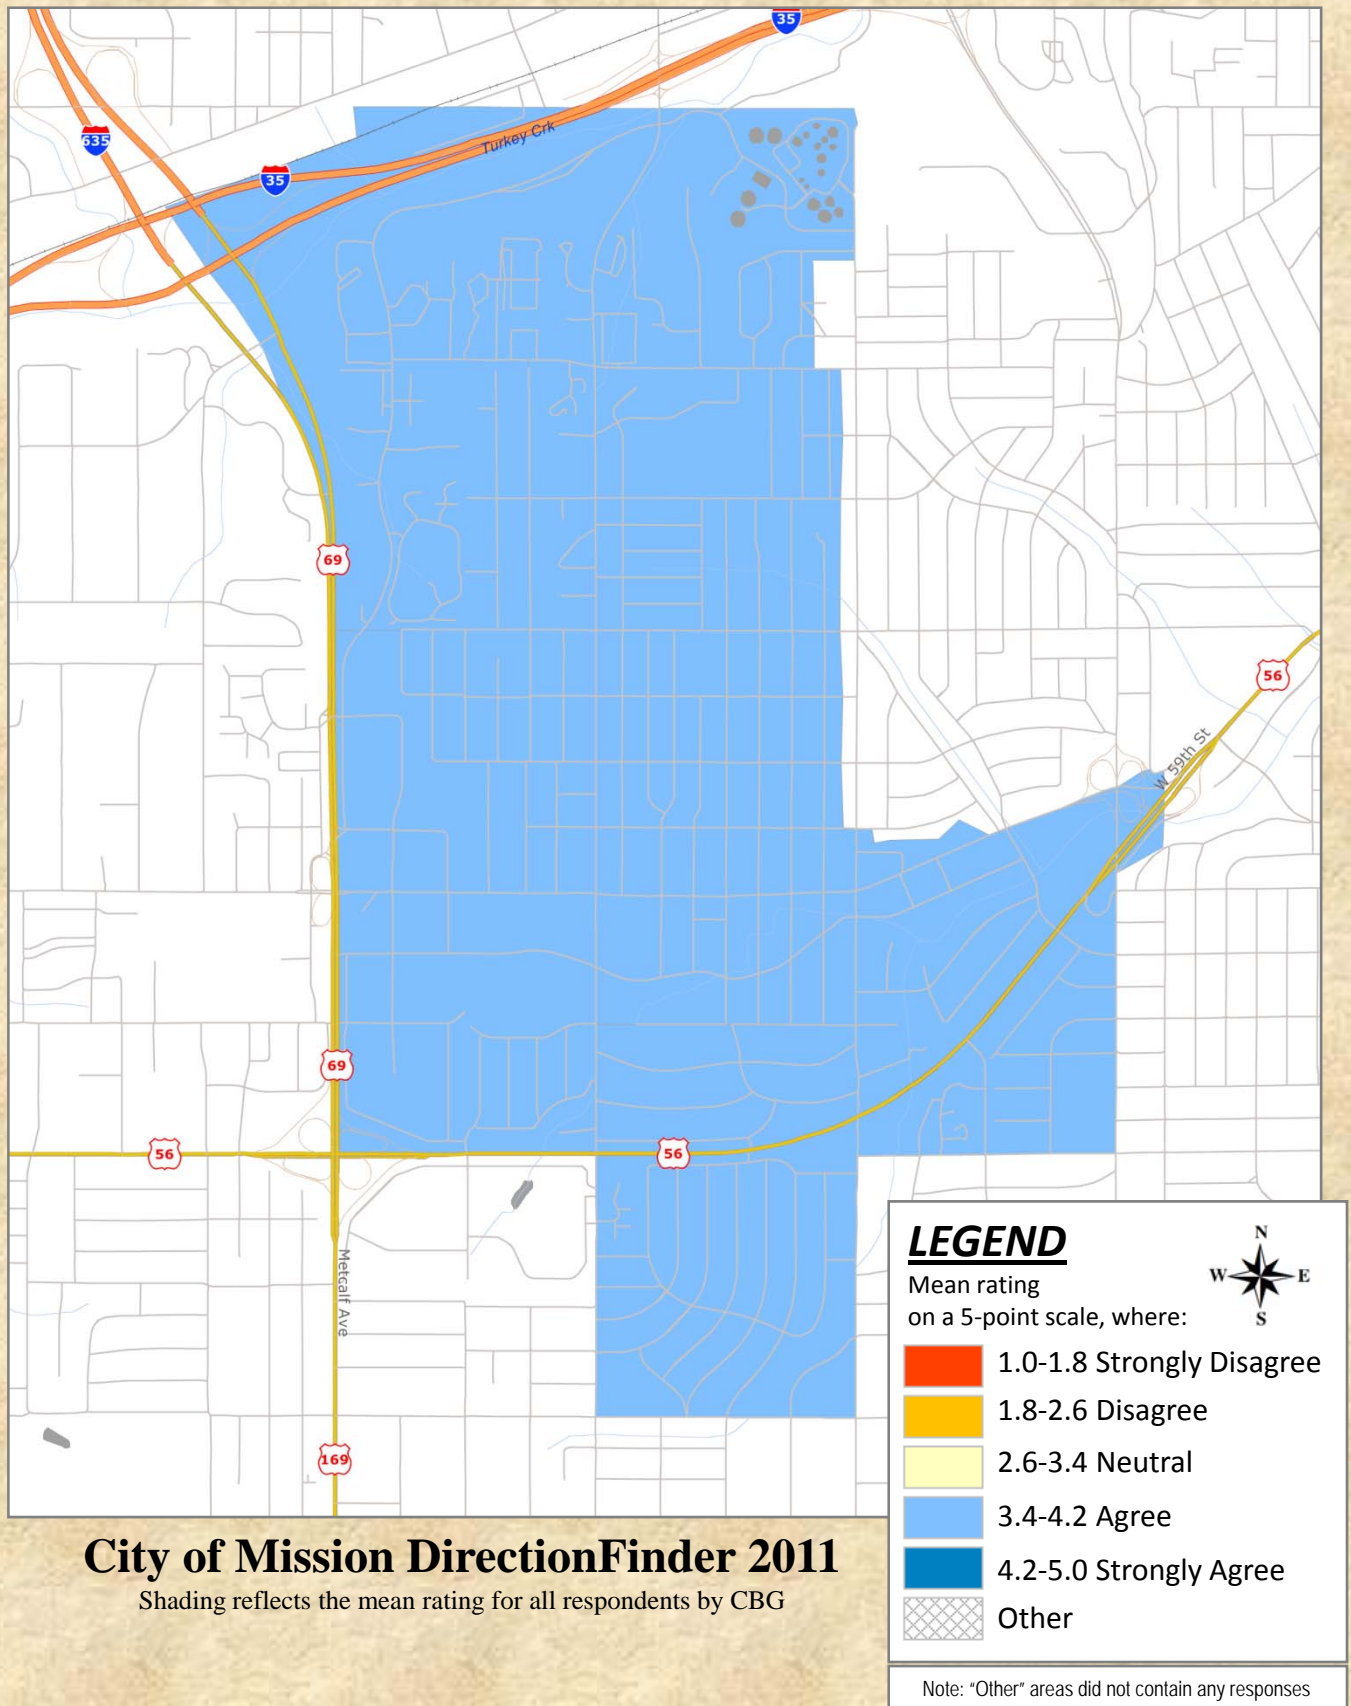 35
635
Turkey Crk
35
69
56
W 59th St
69
56
56
Metcalf Ave
169
LEGEND
Mean rating
on a 5-point scale, where:
N
W E
S
1.0-1.8 Strongly Disagree
1.8-2.6 Disagree
2.6-3.4 Neutral
3.4-4.2 Agree
4.2-5.0 Strongly Agree
Other
Note: "Other" areas did not contain any responses
City of Mission DirectionFinder 2011
Shading reflects the mean rating for all respondents by CBG